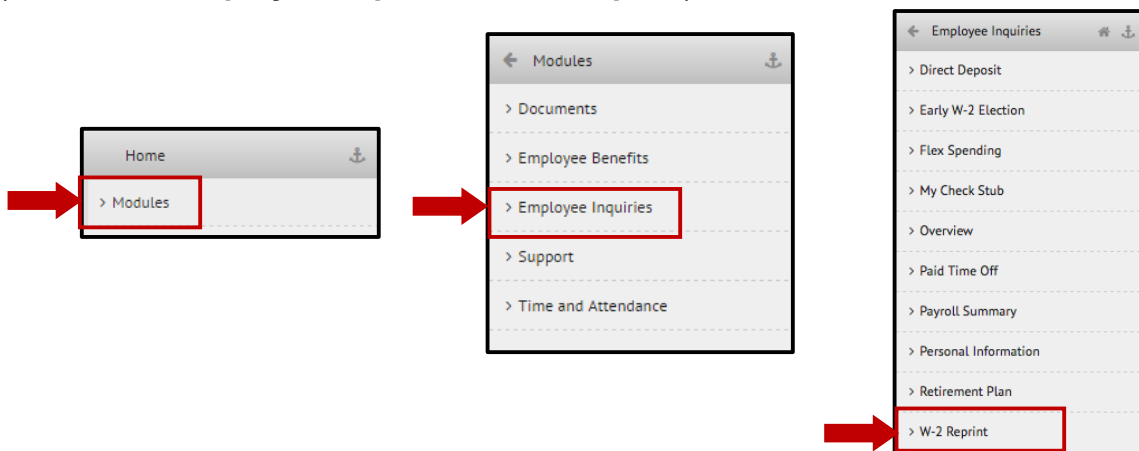 Home
> Modules
Modules
> Documents
> Employee Benefits
> Employee Inquiries
> Support
> Time and Attendance
Employee Inquiries
> Direct Deposit
> Early W-2 Election
> Flex Spending
> My Check Stub
> Overview
> Paid Time Off
> Payroll Summary
> Personal Information
> Retirement Plan
> W-2 Reprint